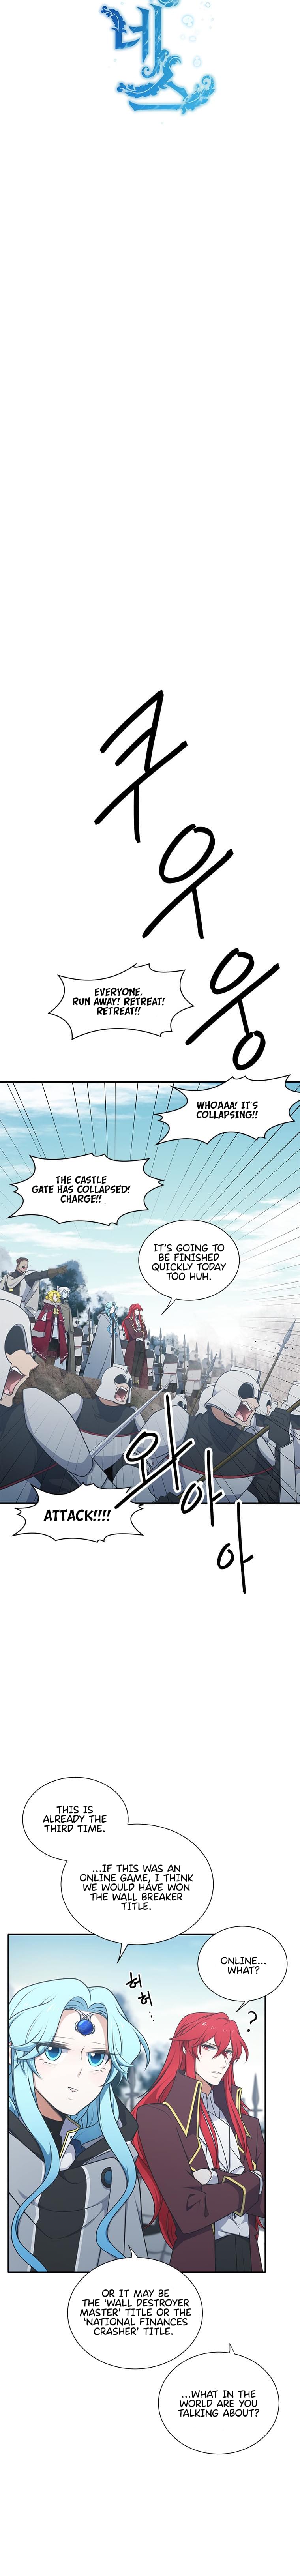 네
스
쿠
우
웅
EVERYONE,
RUN AWAY! RETREAT!
RETREAT!!
WHOAAA! IT'S
COLLAPSING!!
THE CASTLE
GATE HAS COLLAPSED!
CHARGE!!
IT'S GOING TO
BE FINISHED
QUICKLY TODAY
TOO HUH.
와
아
아
ATTACK!!!!
THIS IS
ALREADY THE
THIRD TIME.
...IF THIS WAS AN
ONLINE GAME, I THINK
WE WOULD HAVE WON
THE WALL BREAKER
TITLE.
ONLINE...
WHAT?
허
허...
?
OR IT MAY BE
THE 'WALL DESTROYER
MASTER' TITLE OR THE
'NATIONAL FINANCES
CRASHER' TITLE.
...WHAT IN THE
WORLD ARE YOU
TALKING ABOUT?